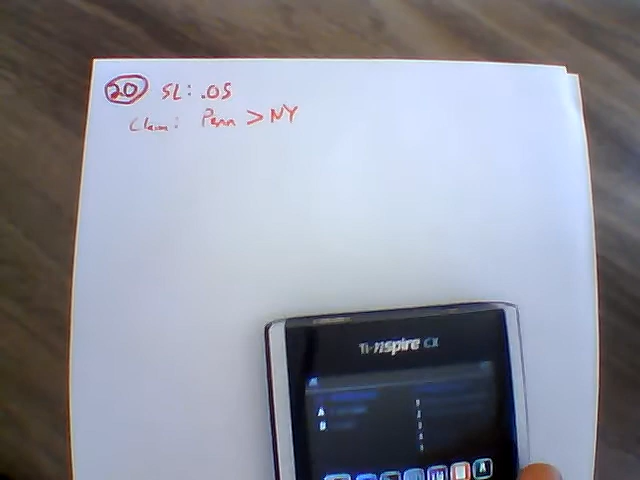 20 SL: .05
Claim: Penn > NY
TI-nspire CX
A
B